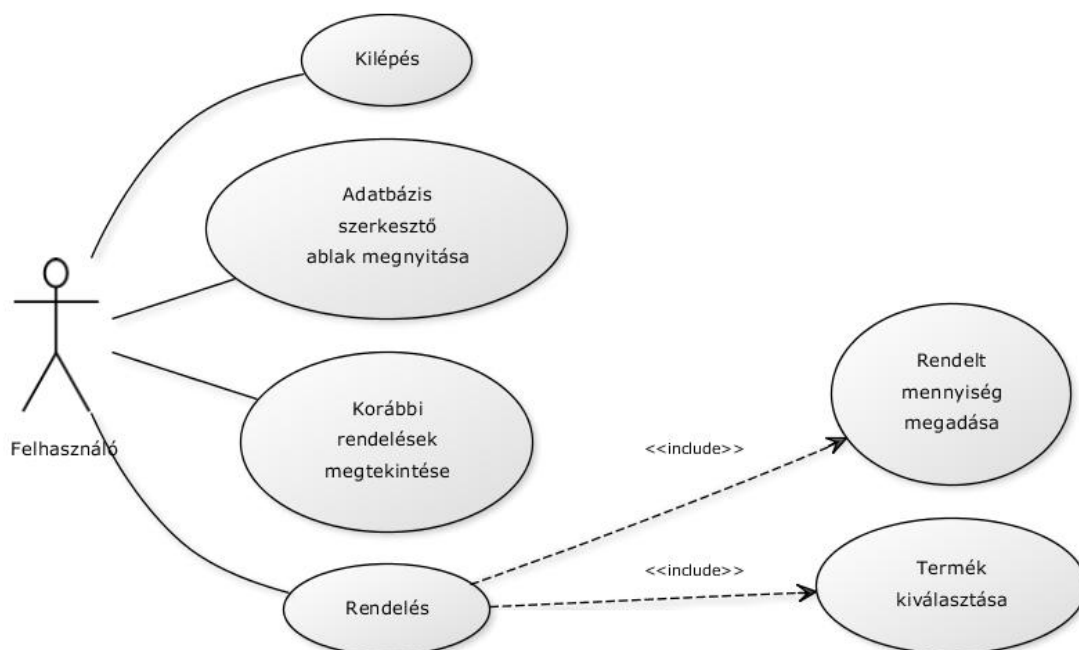 Kilépés
Adatbázis
szerkesztő
ablak megnyitása
Felhasználó
Korábbi
rendelések
megtekintése
Rendelés
<<include>>
<<include>>
Rendelt
mennyiség
megadása
Termék
kiválasztása